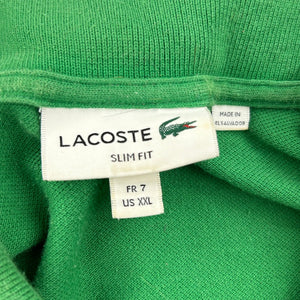 LACOSTE
SLIM FIT
FR 7
US XXL
MADE IN
EL SALVADOR